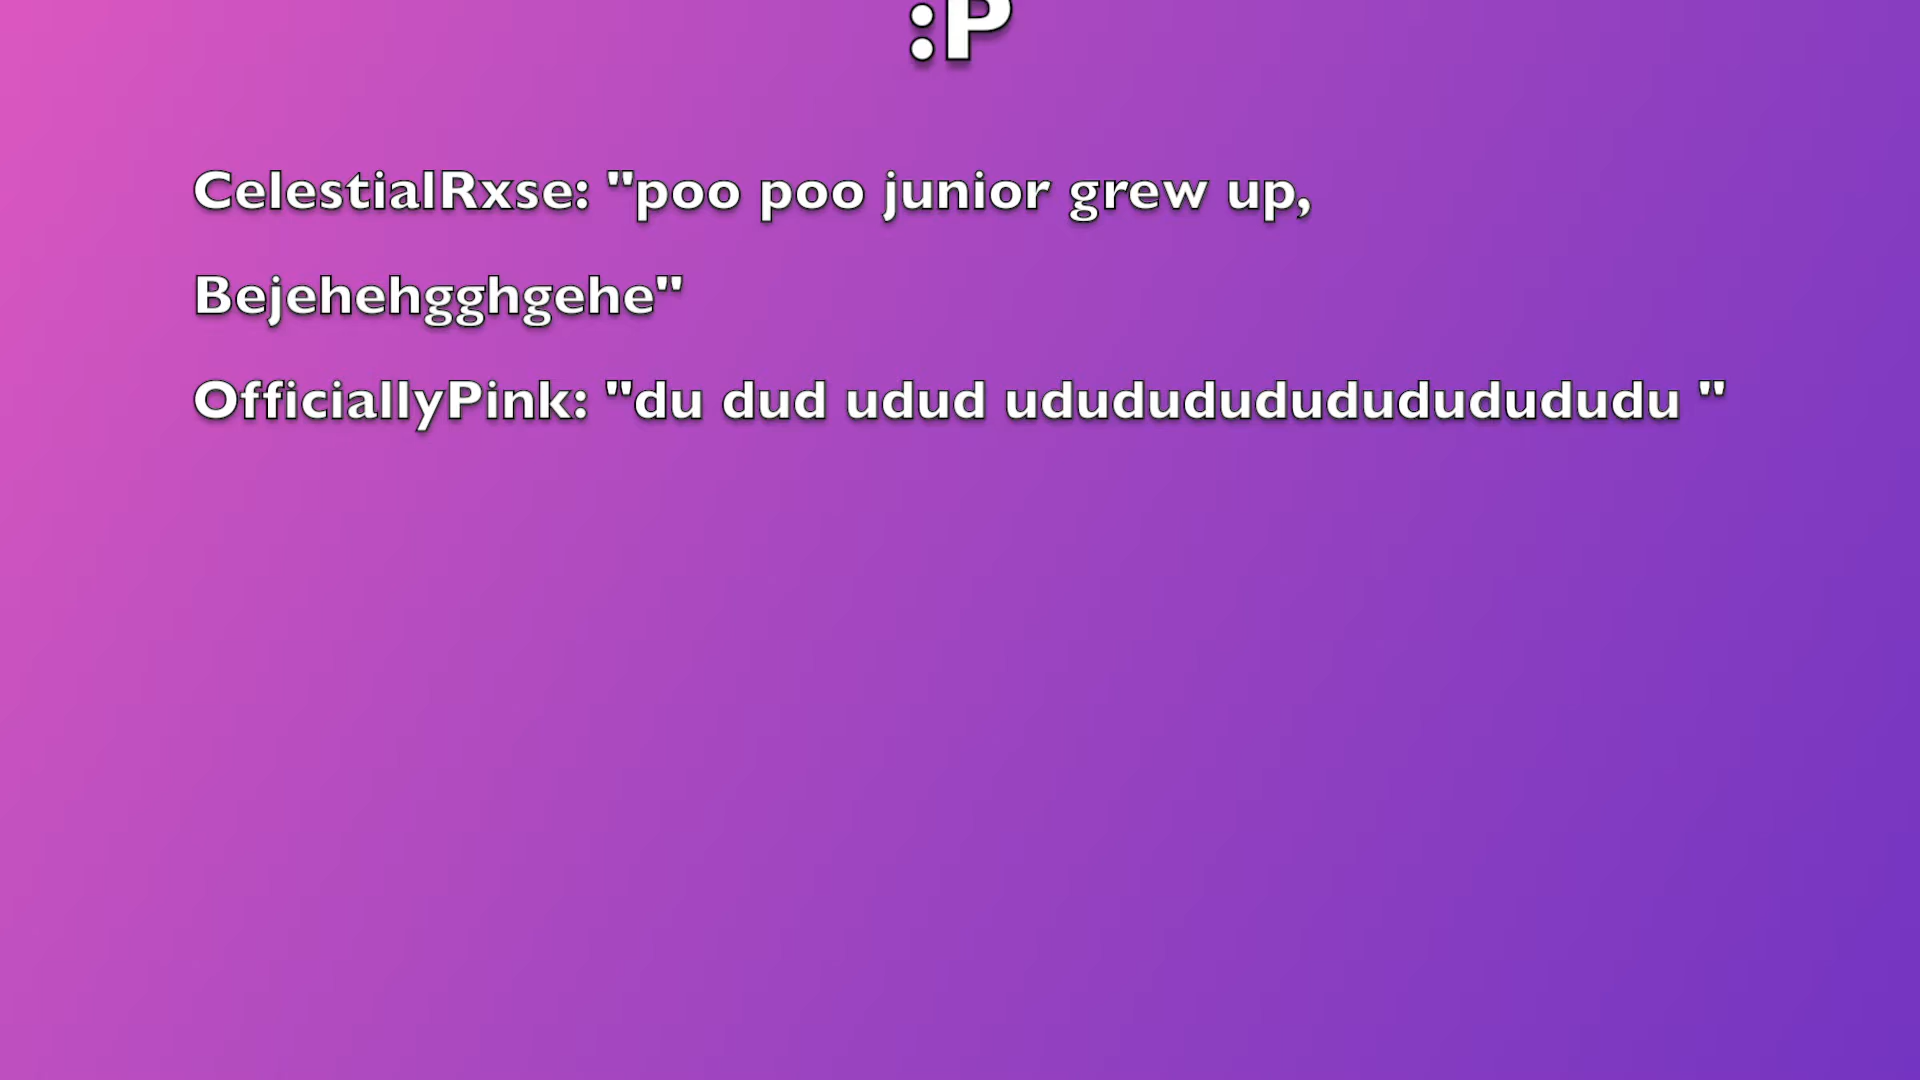 :P
CelestialRxse: "poo poo junior grew up,
Bejehehgghgehe"
OfficiallyPink: "du dud udud udududududududududu "